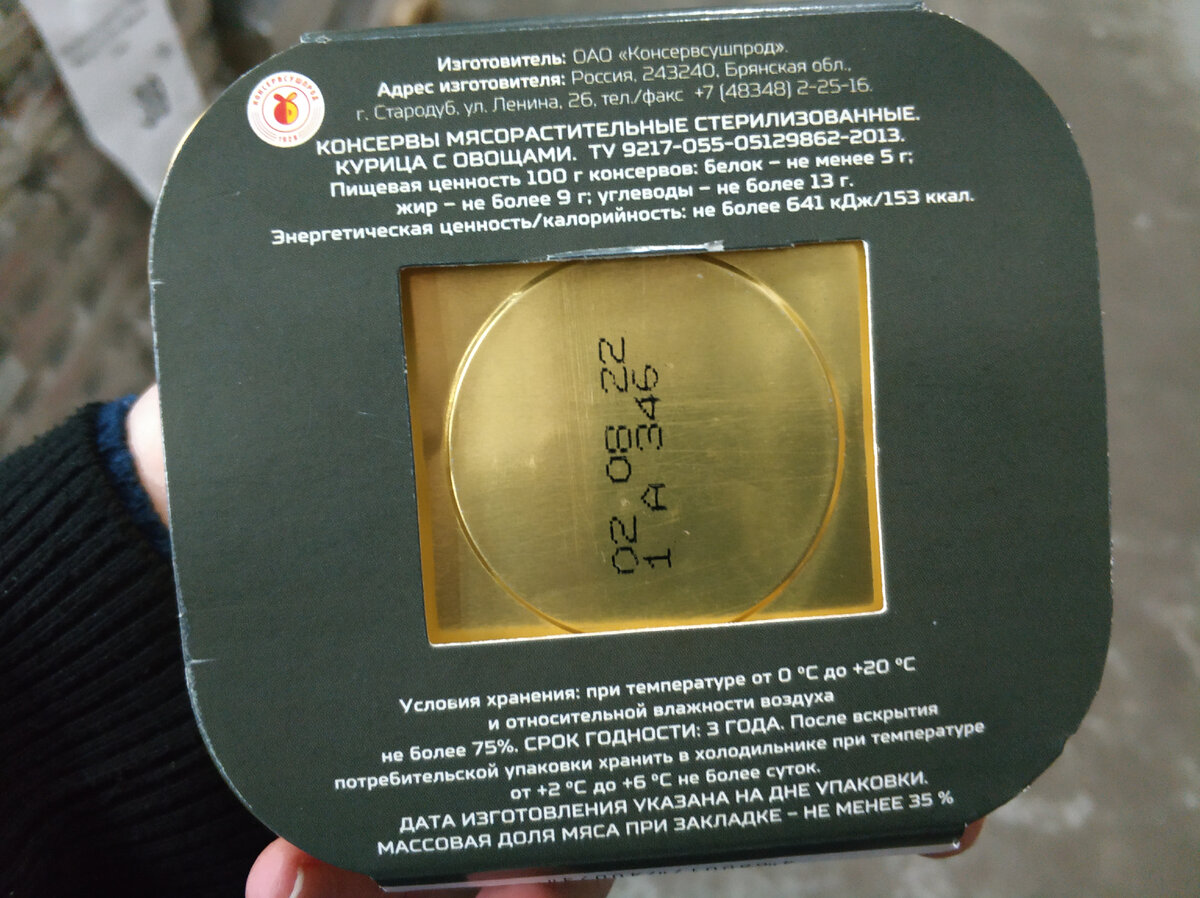 КОНСЕРВСУШПРОД
1928
Изготовитель: ОАО «Консервсушпрод».
Адрес изготовителя: Россия, 243240, Брянская обл.,
г. Стародуб, ул. Ленина, 26, тел./факс +7 (48348) 2-25-16.
КОНСЕРВЫ МЯСОРАСТИТЕЛЬНЫЕ СТЕРИЛИЗОВАННЫЕ.
КУРИЦА С ОВОЩАМИ. ТУ 9217-055-05129862-2013.
Пищевая ценность 100 г консервов: белок – не менее 5 г;
жир – не более 9 г; углеводы – не более 13 г.
Энергетическая ценность/калорийность: не более 641 кДж/153 ккал.
02 08 22
1 А 346
Условия хранения: при температуре от 0 °С до +20 °С
и относительной влажности воздуха
не более 75%. СРОК ГОДНОСТИ: 3 ГОДА. После вскрытия
потребительской упаковки хранить в холодильнике при температуре
от +2 °С до +6 °С не более суток.
ДАТА ИЗГОТОВЛЕНИЯ УКАЗАНА НА ДНЕ УПАКОВКИ.
МАССОВАЯ ДОЛЯ МЯСА ПРИ ЗАКЛАДКЕ – НЕ МЕНЕЕ 35 %